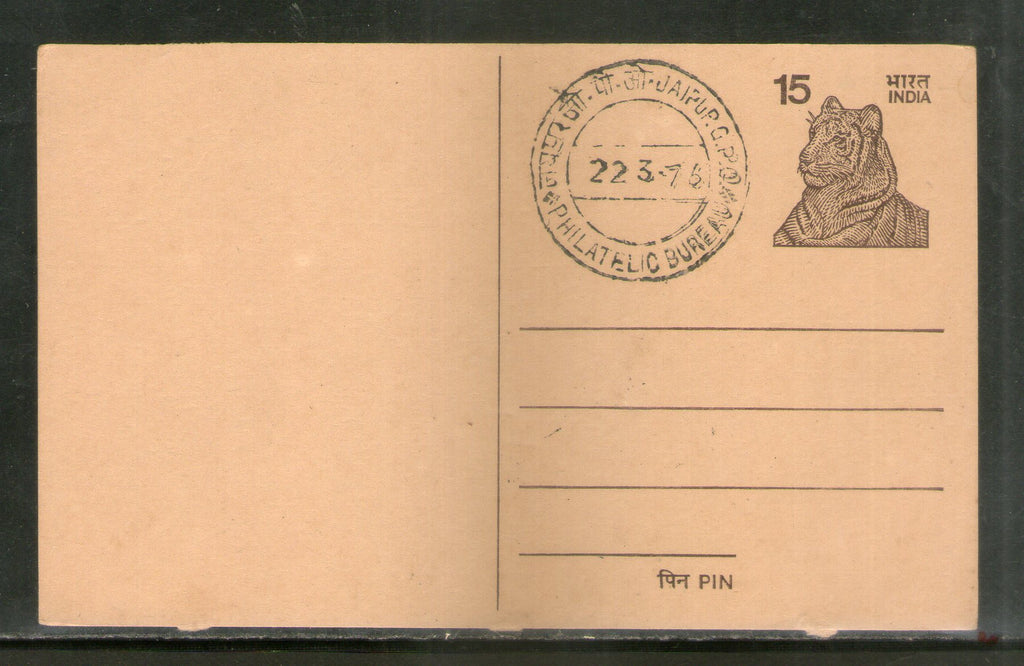 जयपुर जी.पी.ओ. JAIPUR.G.P.O
22 3-76
PHILATELIC BUREAU
15
भारत
INDIA
पिन PIN